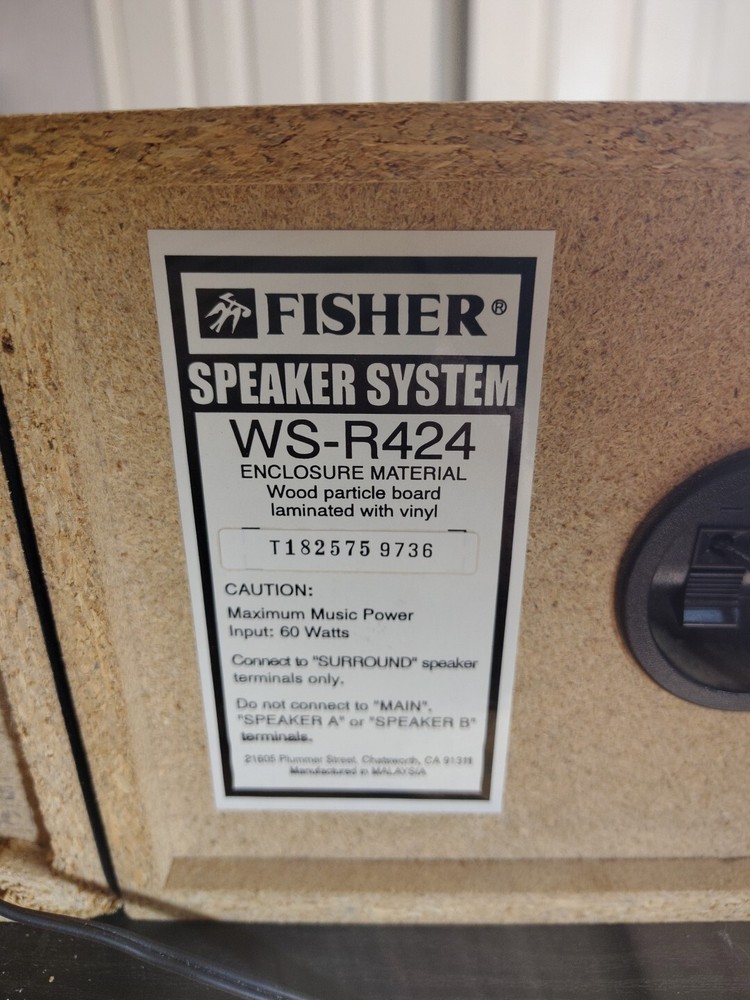 FISHER®
SPEAKER SYSTEM
WS-R424
ENCLOSURE MATERIAL
Wood particle board
laminated with vinyl
T182575 9736
CAUTION:
Maximum Music Power
Input: 60 Watts
Connect to "SURROUND" speaker
terminals only.
Do not connect to "MAIN",
"SPEAKER A" or "SPEAKER B"
terminals.
21605 Plummer Street, Chatsworth, CA 91311
Manufactured in MALAYSIA